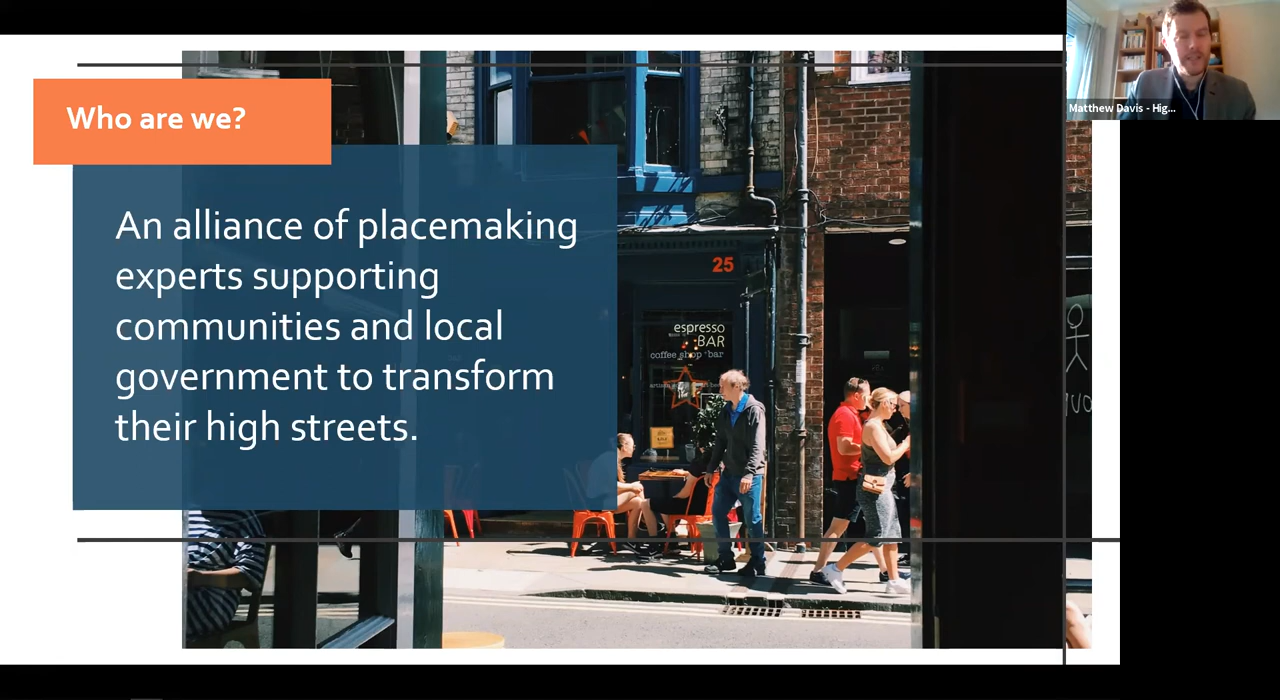 Who are we?
An alliance of placemaking
experts supporting
communities and local
government to transform
their high streets.
25
espresso
BAR
coffee shop bar
Matthew Davis - Hig...